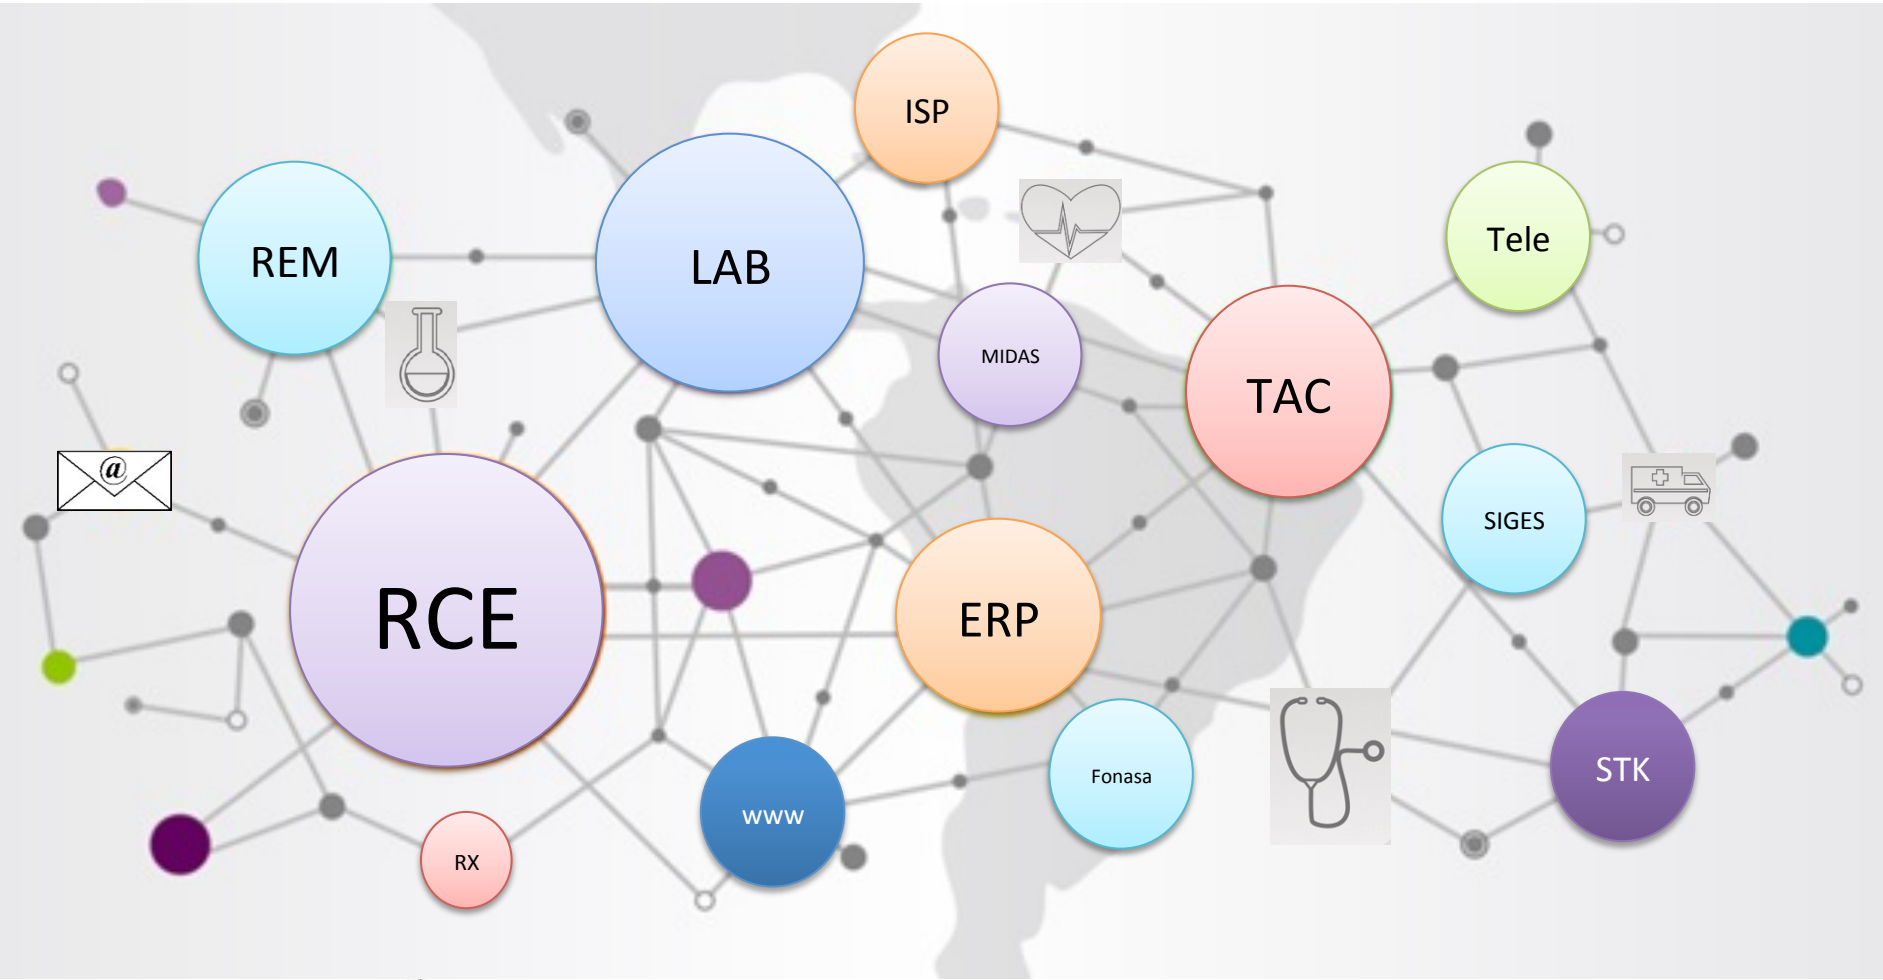 ISP
REM
LAB
Tele
MIDAS
TAC
@
SIGES
RCE
ERP
www
Fonasa
STK
RX